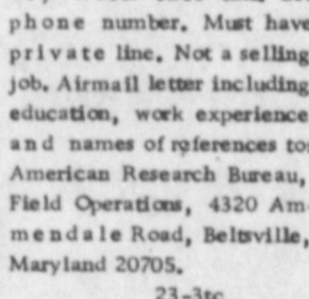 phone number. Must have
private line. Not a selling
job. Airmail letter including
education, work experience
and names of references to:
American Research Bureau,
Field Operations, 4320 Am-
mendale Road, Beltsville,
Maryland 20705.
23-3tc